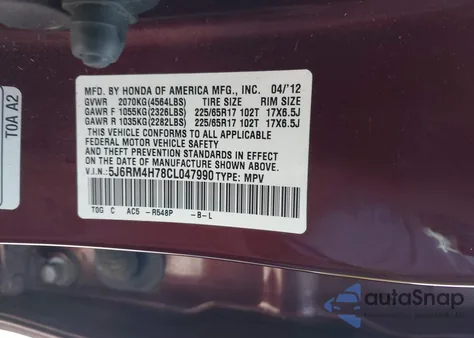 MFD. BY HONDA OF AMERICA MFG., INC. 04/'12
GVWR 2070KG(4564LBS) TIRE SIZE RIM SIZE
GAWR F 1055KG(2326LBS) 225/65R17 102T 17X6.5J
GAWR R 1035KG(2282LBS) 225/65R17 102T 17X6.5J
THIS VEHICLE CONFORMS TO ALL APPLICABLE
FEDERAL MOTOR VEHICLE SAFETY
AND THEFT PREVENTION STANDARDS IN EFFECT
ON THE DATE OF MANUFACTURE SHOWN ABOVE.
V.I.N.: 5J6RM4H78CL047990 TYPE: MPV
TOG C AC5 -R548P -B-L
TOA A2
autoSnap